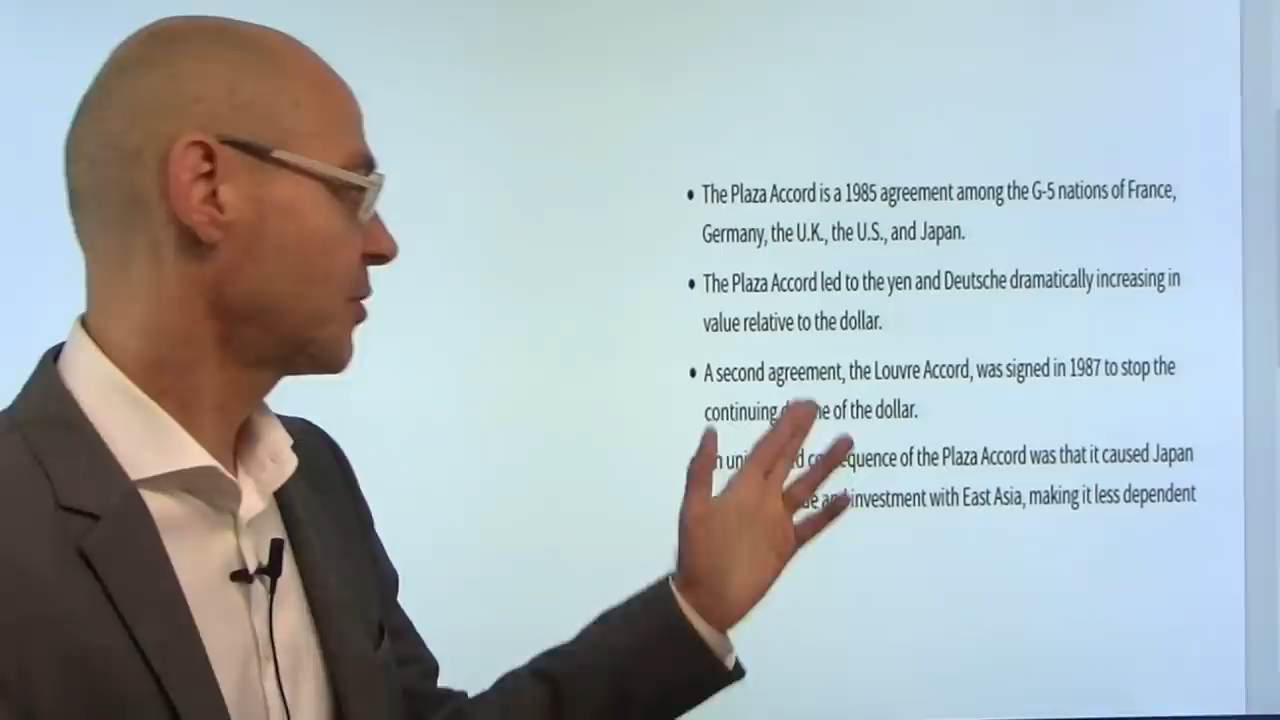 • The Plaza Accord is a 1985 agreement among the G-5 nations of France,
Germany, the U.K., the U.S., and Japan.
• The Plaza Accord led to the yen and Deutsche dramatically increasing in
value relative to the dollar.
• A second agreement, the Louvre Accord, was signed in 1987 to stop the
continuing of the dollar.
of the Plaza Accord was that it caused Japan
investment with East Asia, making it less dependent